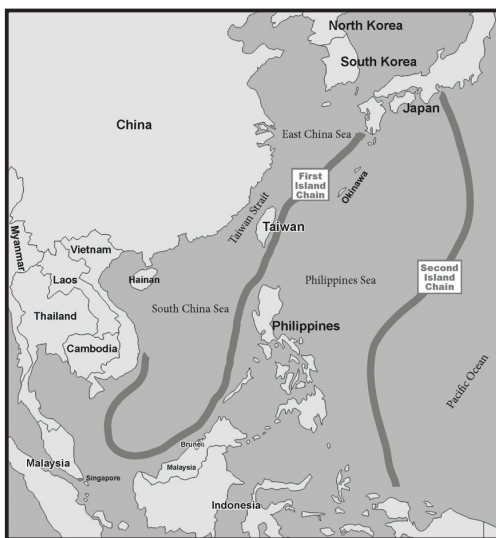 North Korea
South Korea
Japan
China
East China Sea
First
Island
Chain
Okinawa
Taiwan Strait
Taiwan
Myanmar
Vietnam
Laos
Hainan
Thailand
Cambodia
South China Sea
Philippines Sea
Second
Island
Chain
Philippines
Pacific Ocean
Brunei
Malaysia
Malaysia
Singapore
Indonesia